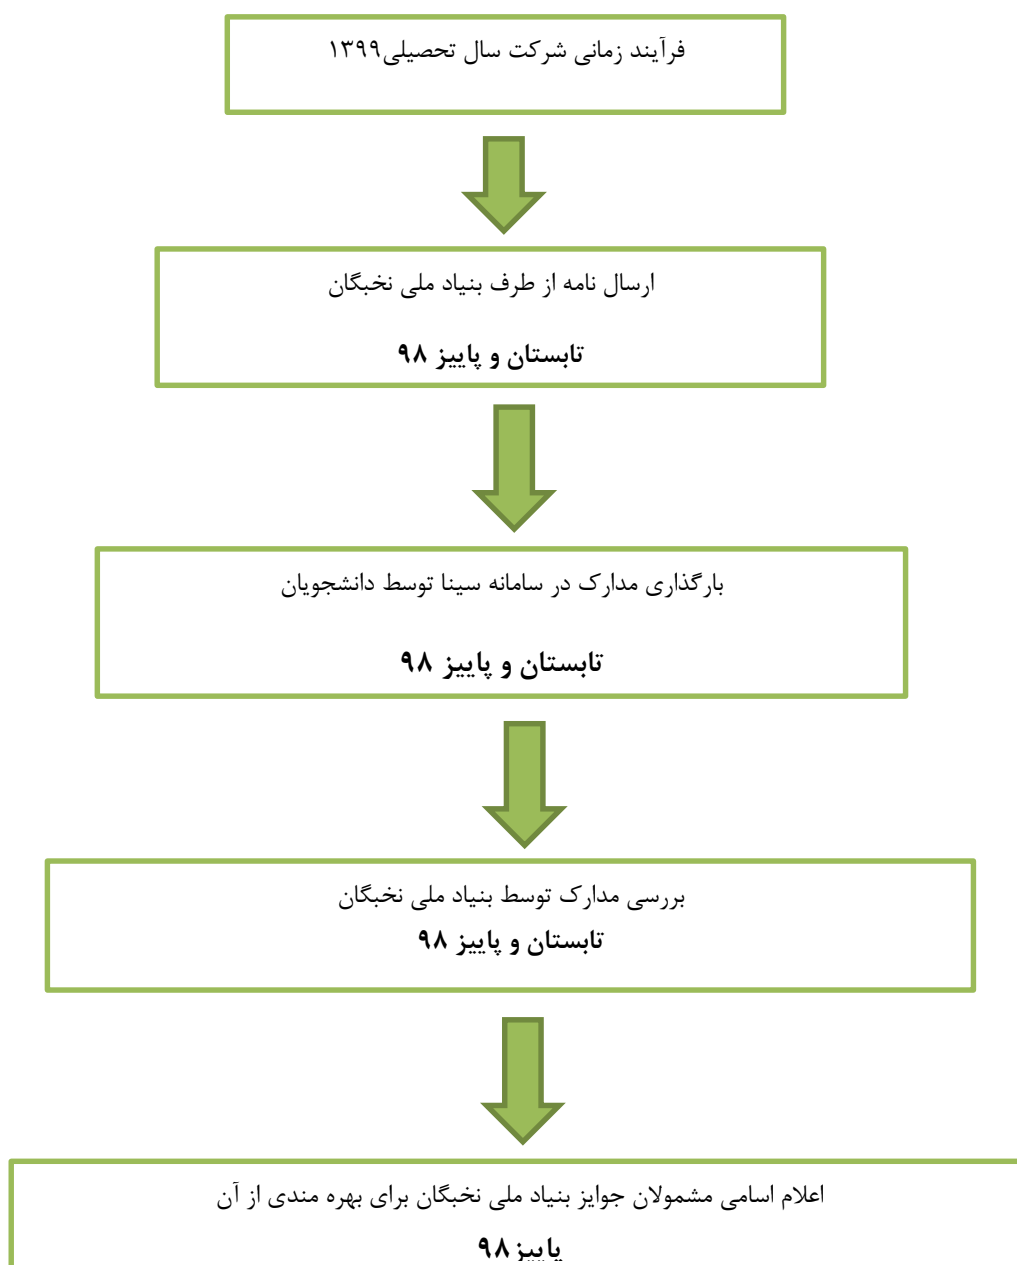 فرآیند زمانی شرکت سال تحصیلی۱۳۹۹
ارسال نامه از طرف بنیاد ملی نخبگان
تابستان و پاییز ۹۸
بارگذاری مدارک در سامانه سینا توسط دانشجویان
تابستان و پاییز ۹۸
بررسی مدارک توسط بنیاد ملی نخبگان
تابستان و پاییز ۹۸
اعلام اسامی مشمولان جوایز بنیاد ملی نخبگان برای بهره مندی از آن
پاییز۹۸